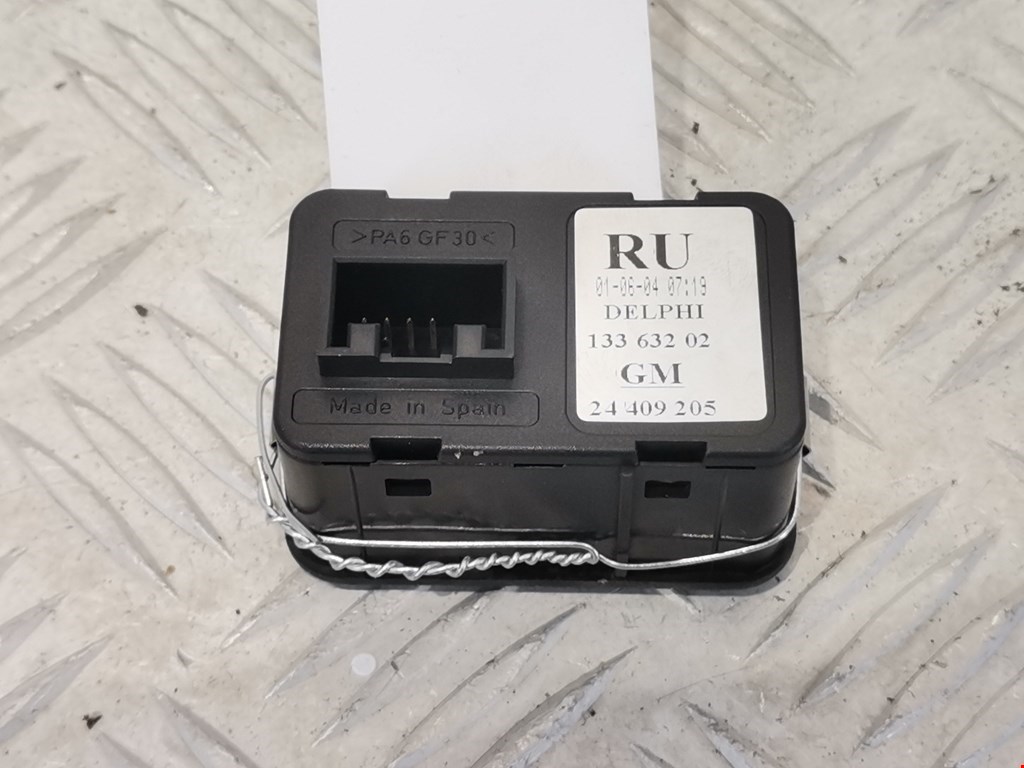 >PA6 GF30<
Made in Spain
RU
01-06-04 07:19
DELPHI
133 632 02
GM
24 409 205